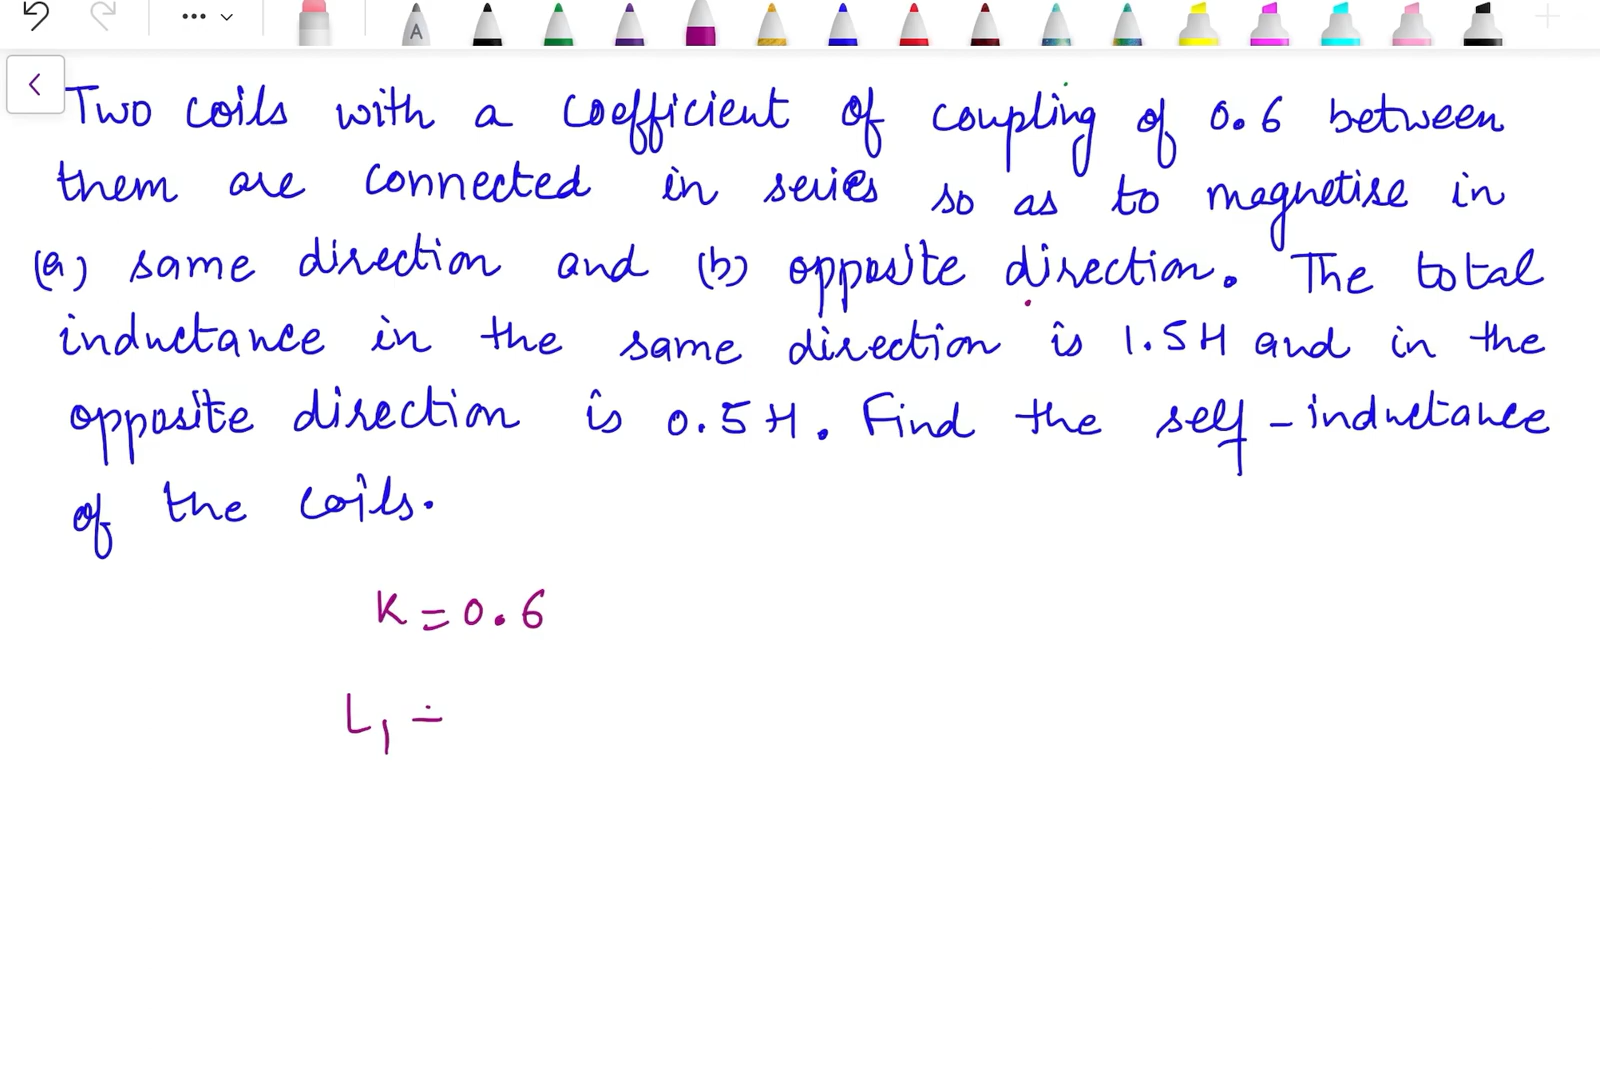 A
Two coils with a coefficient of coupling of 0.6 between
them are connected in series so as to magnetise in
(a) same direction and (b) opposite direction. The total
inductance in the same direction is 1.5H and in the
opposite direction is 0.5H. Find the self-inductance
of the coils.
K=0.6
L1 =